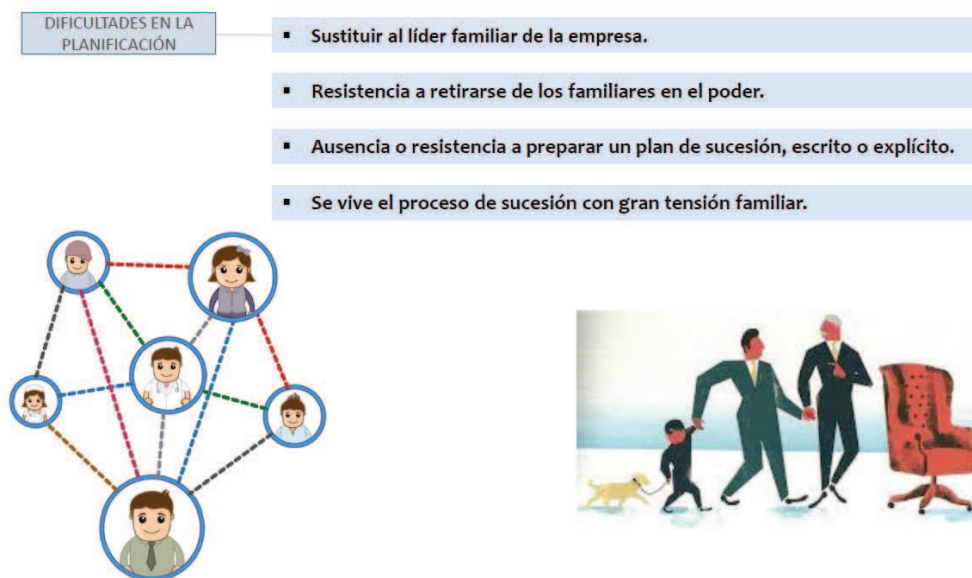 DIFICULTADES EN LA
PLANIFICACIÓN
▪ Sustituir al líder familiar de la empresa.
▪ Resistencia a retirarse de los familiares en el poder.
▪ Ausencia o resistencia a preparar un plan de sucesión, escrito o explícito.
▪ Se vive el proceso de sucesión con gran tensión familiar.